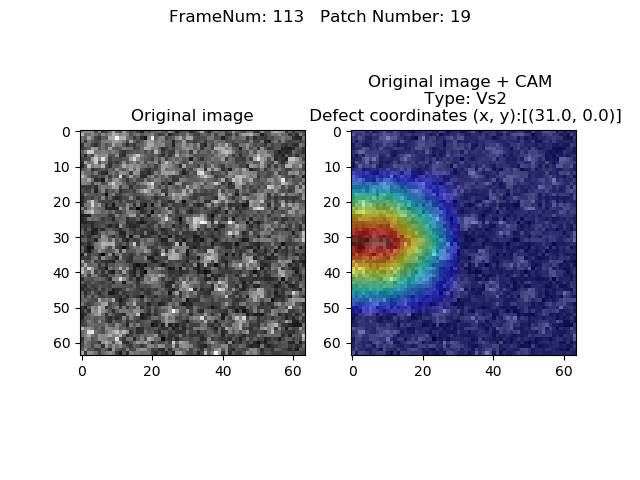 FrameNum: 113   Patch Number: 19
Original image
Original image + CAM
Type: Vs2
Defect coordinates (x, y):[(31.0, 0.0)]
0
10
20
30
40
50
60
0 20 40 60
0
10
20
30
40
50
60
0 20 40 60